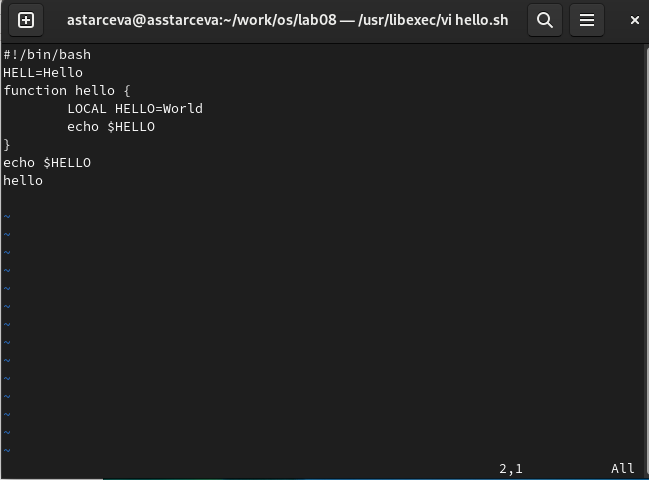 astarceva@asstarceva:~/work/os/lab08 — /usr/libexec/vi hello.sh
#!/bin/bash
HELL=Hello
function hello {
        LOCAL HELLO=World
        echo $HELLO
}
echo $HELLO
hello
~
~
~
~
~
~
~
~
~
~
~
~
~
~
2,1 All